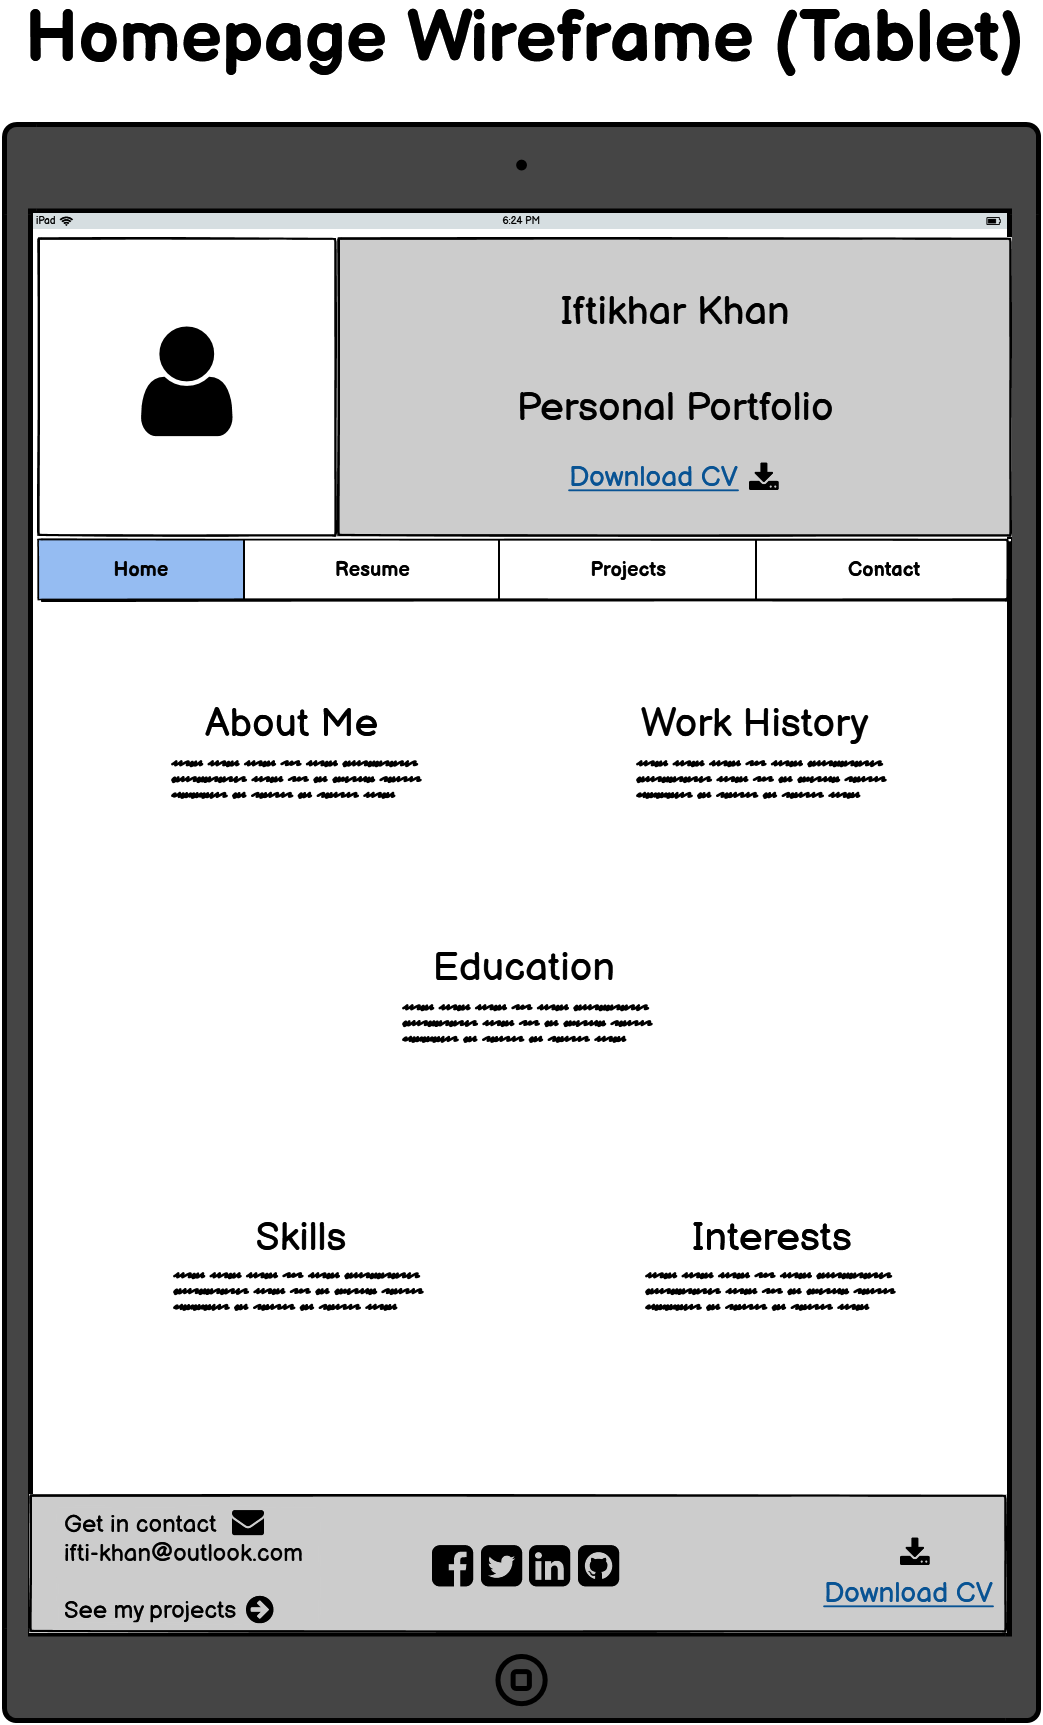 Homepage Wireframe (Tablet)
iPad
6:24 PM
Iftikhar Khan
Personal Portfolio
Download CV
Home
Resume
Projects
Contact
About Me
Work History
Education
Skills
Interests
Get in contact
ifti-khan@outlook.com
See my projects
Download CV